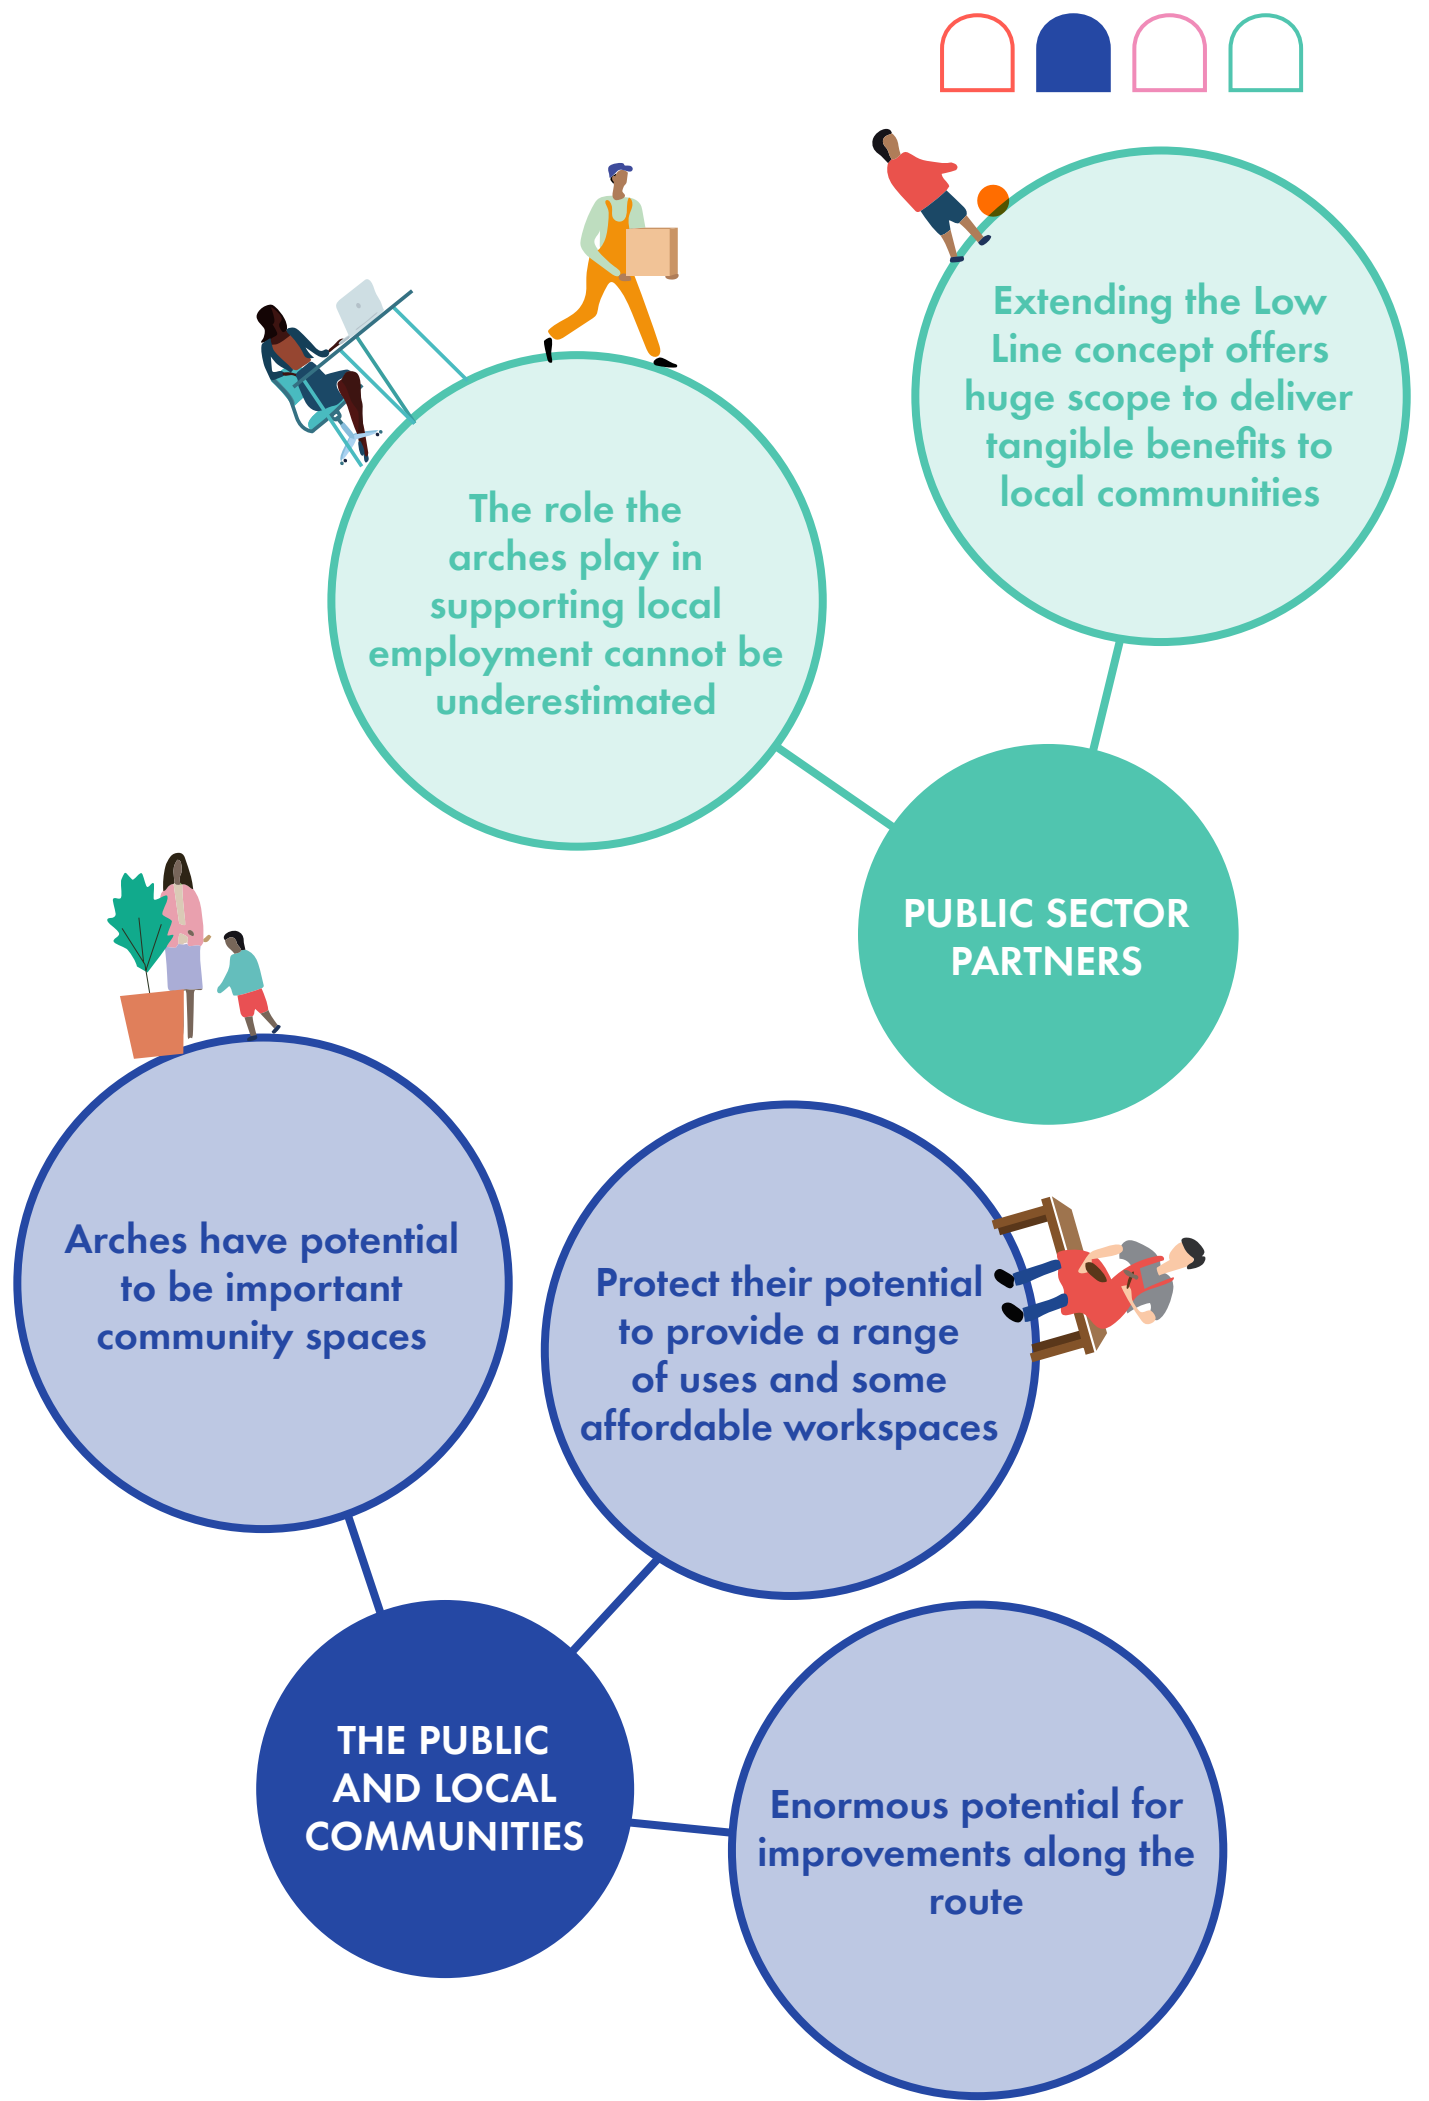 Extending the Low
Line concept offers
huge scope to deliver
tangible benefits to
local communities
The role the
arches play in
supporting local
employment cannot be
underestimated
PUBLIC SECTOR
PARTNERS
Arches have potential
to be important
community spaces
Protect their potential
to provide a range
of uses and some
affordable workspaces
THE PUBLIC
AND LOCAL
COMMUNITIES
Enormous potential for
improvements along the
route